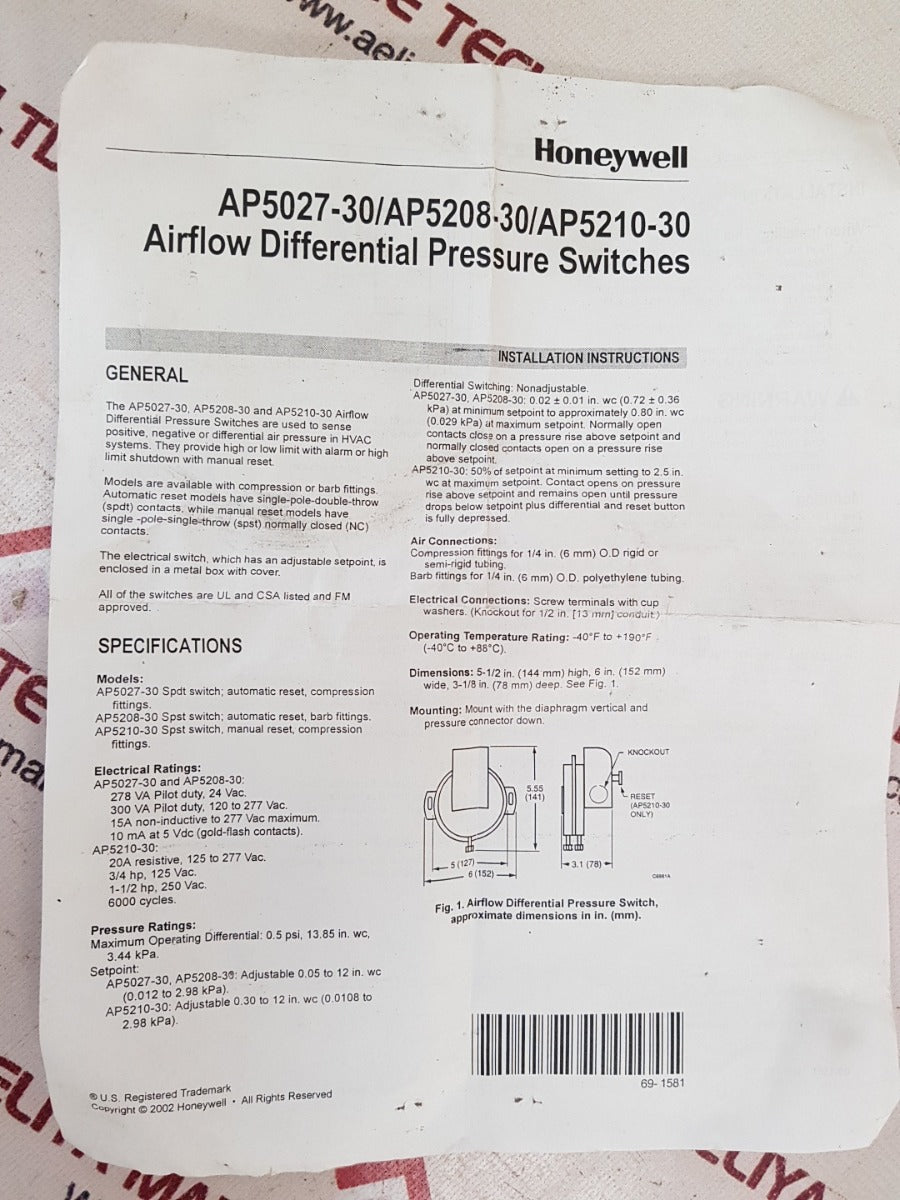 Honeywell
AP5027-30/AP5208-30/AP5210-30
Airflow Differential Pressure Switches
INSTALLATION INSTRUCTIONS
GENERAL
The AP5027-30, AP5208-30 and AP5210-30 Airflow
Differential Pressure Switches are used to sense
positive, negative or differential air pressure in HVAC
systems. They provide high or low limit with alarm or high
limit shutdown with manual reset.
Models are available with compression or barb fittings.
Automatic reset models have single-pole-double-throw
(spdt) contacts. while manual reset models have
single -pole-single-throw (spst) normally closed (NC)
contacts.
The electrical switch, which has an adjustable setpoint, is
enclosed in a metal box with cover.
All of the switches are UL and CSA listed and FM
approved.
SPECIFICATIONS
Models:
AP5027-30 Spdt switch; automatic reset, compression
fittings.
AP5208-30 Spst switch; automatic reset, barb fittings.
AP5210-30 Spst switch, manual reset, compression
fittings.
Electrical Ratings:
AP5027-30 and AP5208-30:
278 VA Pilot duty, 24 Vac.
300 VA Pilot duty, 120 to 277 Vac.
15A non-inductive to 277 Vac maximum.
10 mA at 5 Vdc (gold-flash contacts).
AP5210-30:
20A resistive, 125 to 277 Vac.
3/4 hp, 125 Vac.
1-1/2 hp, 250 Vac.
6000 cycles.
Pressure Ratings:
Maximum Operating Differential: 0.5 psi, 13.85 in. wc,
3.44 kPa.
Setpoint:
AP5027-30, AP5208-30: Adjustable 0.05 to 12 in. wc
(0.012 to 2.98 kPa).
AP5210-30: Adjustable 0.30 to 12 in. wc (0.0108 to
2.98 kPa).
Differential Switching: Nonadjustable.
AP5027-30, AP5208-30: 0.02 ± 0.01 in. wc (0.72 ± 0.36
kPa) at minimum setpoint to approximately 0.80 in. wc
(0.029 kPa) at maximum setpoint. Normally open
contacts close on a pressure rise above setpoint and
normally closed contacts open on a pressure rise
above setpoint.
AP5210-30: 50% of setpoint at minimum setting to 2.5 in.
wc at maximum setpoint. Contact opens on pressure
rise above setpoint and remains open until pressure
drops below setpoint plus differential and reset button
is fully depressed.
Air Connections:
Compression fittings for 1/4 in. (6 mm) O.D rigid or
semi-rigid tubing.
Barb fittings for 1/4 in. (6 mm) O.D. polyethylene tubing.
Electrical Connections: Screw terminals with cup
washers. (Knockout for 1/2 in. [13 mm] conduit.)
Operating Temperature Rating: -40°F to +190°F
(-40°C to +88°C).
Dimensions: 5-1/2 in. (144 mm) high, 6 in. (152 mm)
wide, 3-1/8 in. (78 mm) deep. See Fig. 1.
Mounting: Mount with the diaphragm vertical and
pressure connector down.
KNOCKOUT
5.55
(141)
RESET
(AP5210-30
ONLY)
5 (127)
6 (152)
3.1 (78)
Fig. 1. Airflow Differential Pressure Switch,
approximate dimensions in in. (mm).
69-1581
® U.S. Registered Trademark
Copyright © 2002 Honeywell • All Rights Reserved